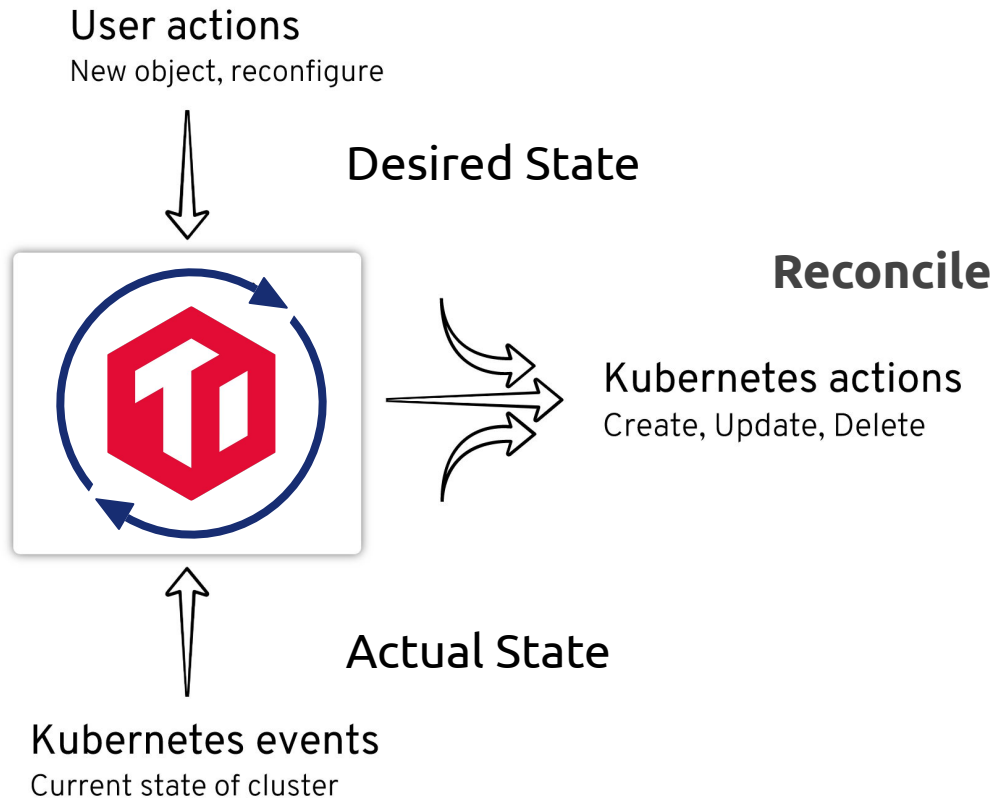 User actions
New object, reconfigure
Desired State
Reconcile
Kubernetes actions
Create, Update, Delete
Actual State
Kubernetes events
Current state of cluster